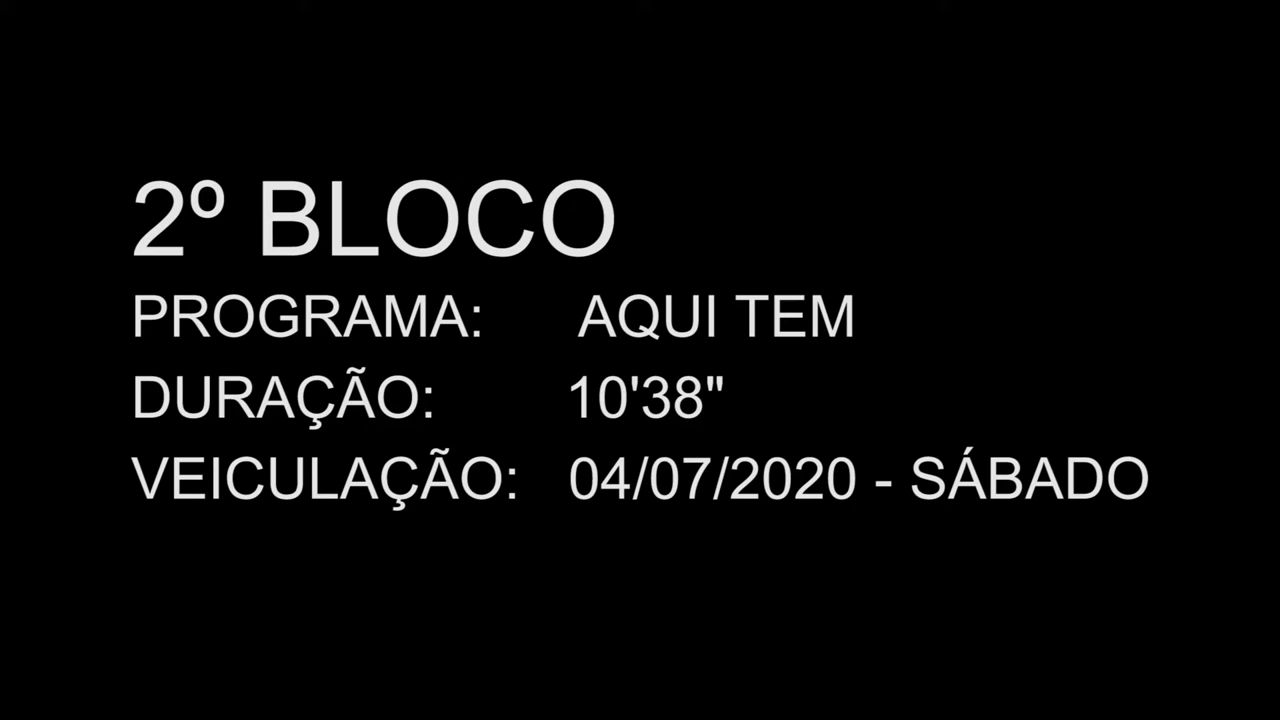 2º BLOCO
PROGRAMA: AQUI TEM
DURAÇÃO: 10'38"
VEICULAÇÃO: 04/07/2020 - SÁBADO